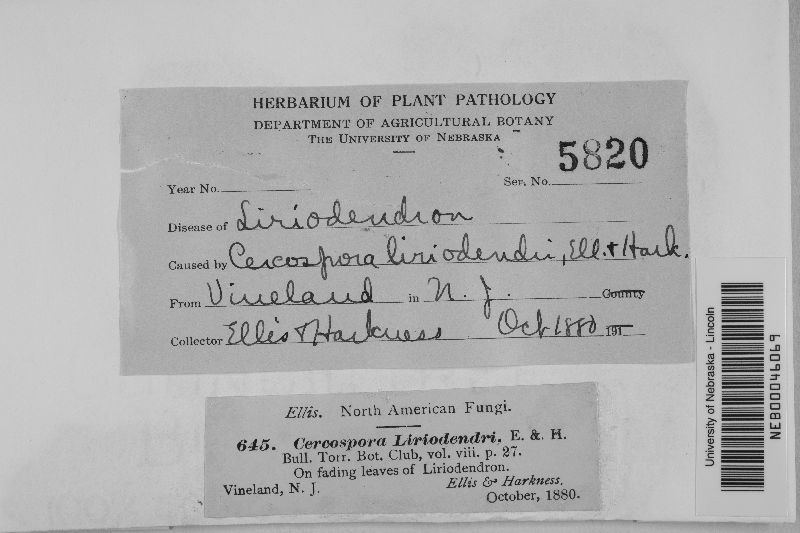 HERBARIUM OF PLANT PATHOLOGY
DEPARTMENT OF AGRICULTURAL BOTANY
THE UNIVERSITY OF NEBRASKA
5820
Year No. Ser. No.
Disease of Liriodendron
Caused by Cercospora liriodendri, Ell. & Hark.
From Vineland in N. J. County
Collector Ellis & Harkness Oct 1880 191
Ellis. North American Fungi.
645. Cercospora Liriodendri, E. & H.
Bull. Torr. Bot. Club, vol. viii. p. 27.
On fading leaves of Liriodendron.
Vineland, N. J. Ellis & Harkness.
October, 1880.
University of Nebraska - Lincoln
NEB00046069